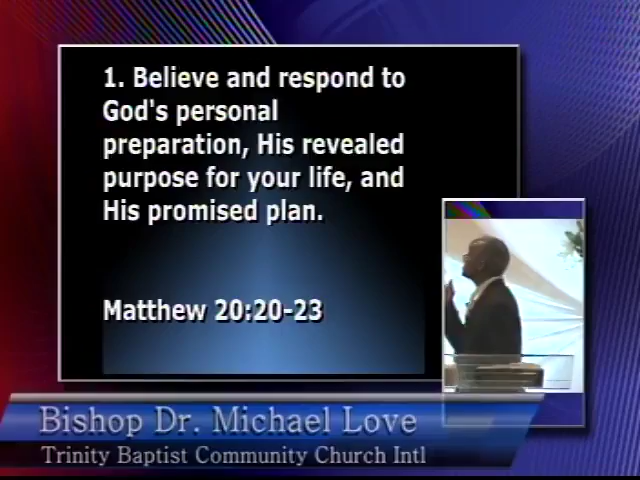 1. Believe and respond to
God's personal
preparation, His revealed
purpose for your life, and
His promised plan.
Matthew 20:20-23
Bishop Dr. Michael Love
Trinity Baptist Community Church Intl